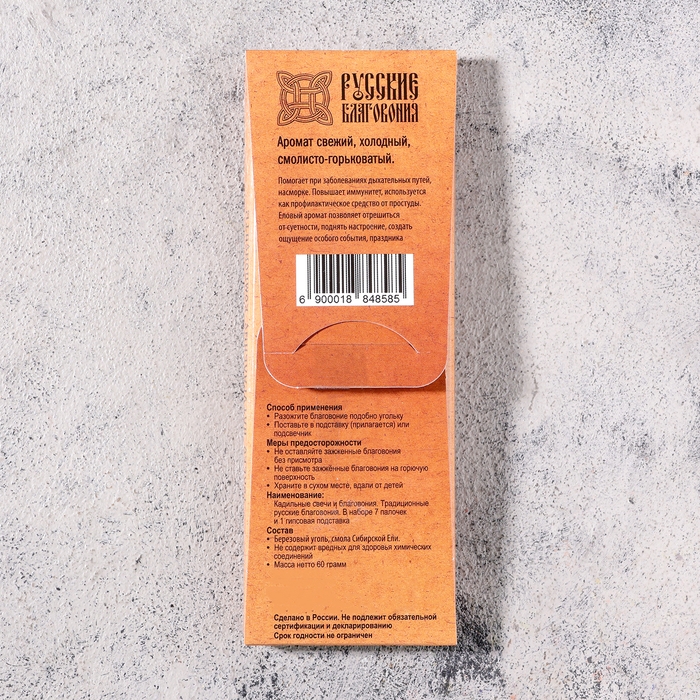 Русские
Благовония
Аромат свежий, холодный,
смолисто-горьковатый.
Помогает при заболеваниях дыхательных путей,
насморке. Повышает иммунитет, используется
как профилактическое средство от простуды.
Еловый аромат позволяет отрешиться
от суетности, поднять настроение, создать
ощущение особого события, праздника
6 900018 848585
Способ применения
• Разожгите благовоние подобно угольку
• Поставьте в подставку (прилагается) или
подсвечник
Меры предосторожности
• Не оставляйте зажженные благовония
без присмотра
• Не ставьте зажжённые благовония на горючую
поверхность
• Храните в сухом месте, вдали от детей
Наименование:
Кадильные свечи и благовония. Традиционные
русские благовония. В наборе 7 палочек
и 1 гипсовая подставка
Состав
• Березовый уголь, смола Сибирской Ели.
• Не содержит вредных для здоровья химических
соединений
• Масса нетто 60 грамм
Сделано в России. Не подлежит обязательной
сертификации и декларированию
Срок годности не ограничен